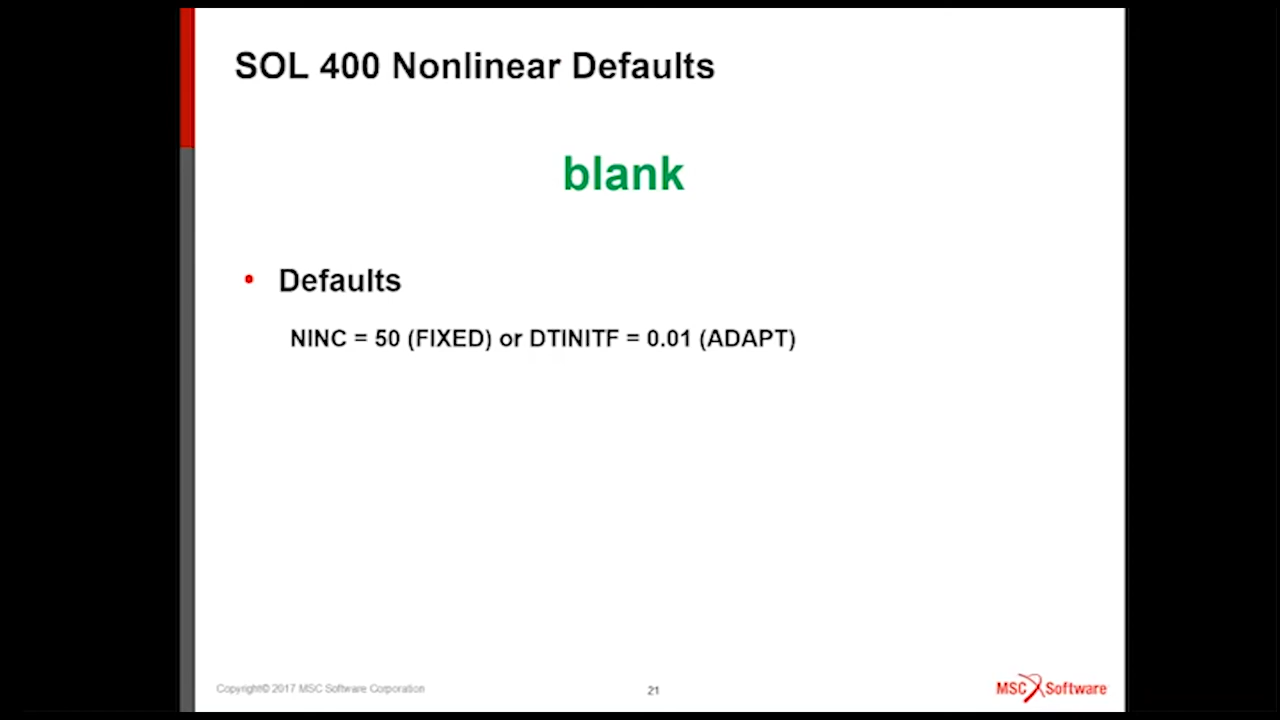 SOL 400 Nonlinear Defaults
blank
• Defaults
NINC = 50 (FIXED) or DTINITF = 0.01 (ADAPT)
Copyright© 2017 MSC Software Corporation
21
MSC Software